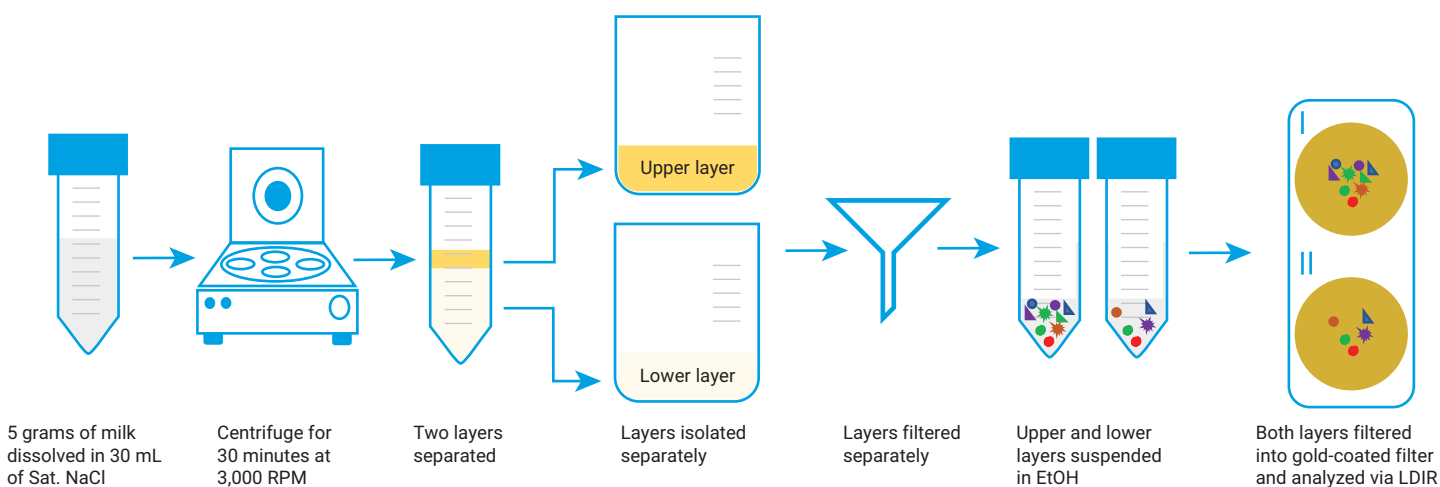 Upper layer
Lower layer
I
II
5 grams of milk
dissolved in 30 mL
of Sat. NaCl
Centrifuge for
30 minutes at
3,000 RPM
Two layers
separated
Layers isolated
separately
Layers filtered
separately
Upper and lower
layers suspended
in EtOH
Both layers filtered
into gold-coated filter
and analyzed via LDIR